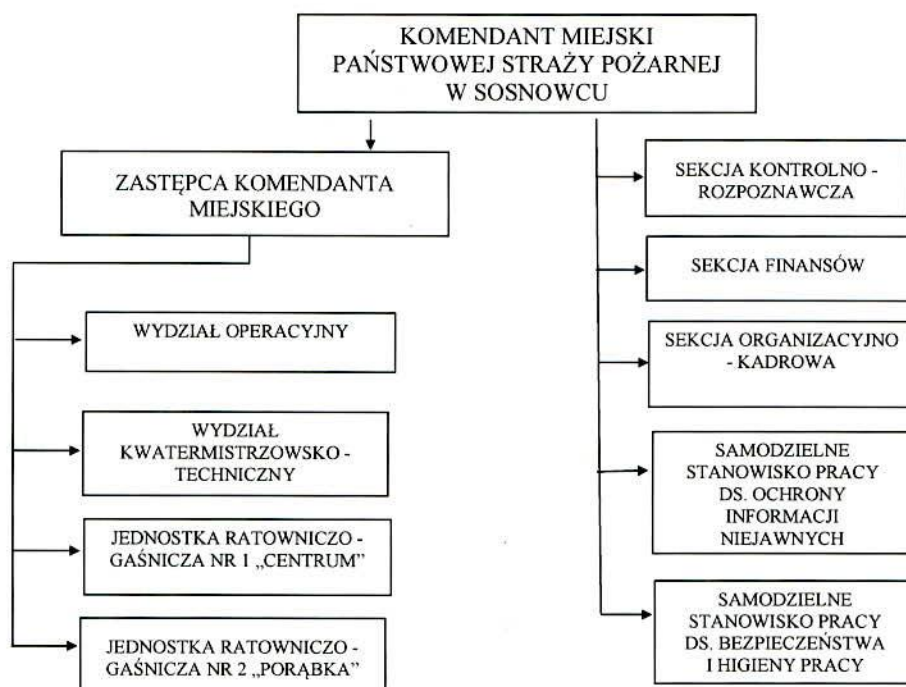 KOMENDANT MIEJSKI
PAŃSTWOWEJ STRAŻY POŻARNEJ
W SOSNOWCU
ZASTĘPCA KOMENDANTA
MIEJSKIEGO
WYDZIAŁ OPERACYJNY
WYDZIAŁ
KWATERMISTRZOWSKO -
TECHNICZNY
JEDNOSTKA RATOWNICZO -
GAŚNICZA NR 1 „CENTRUM”
JEDNOSTKA RATOWNICZO -
GAŚNICZA NR 2 „PORĄBKA”
SEKCJA KONTROLNO -
ROZPOZNAWCZA
SEKCJA FINANSÓW
SEKCJA ORGANIZACYJNO
- KADROWA
SAMODZIELNE
STANOWISKO PRACY
DS. OCHRONY
INFORMACJI
NIEJAWNYCH
SAMODZIELNE
STANOWISKO PRACY
DS. BEZPIECZEŃSTWA
I HIGIENY PRACY